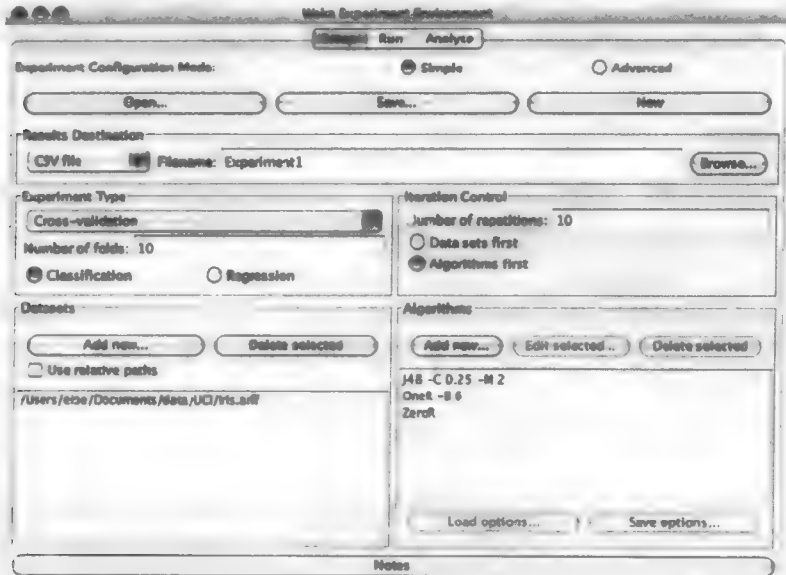 Weka Experiment Environment
Setup Run Analyse
Experiment Configuration Mode: Simple Advanced
Open... Save... New
Results Destination
CSV file Filename: Experiment1 Browse...
Experiment Type
Cross-validation
Number of folds: 10
Classification Regression
Iteration Control
Number of repetitions: 10
Data sets first
Algorithms first
Datasets
Add new... Delete selected
Use relative paths
/Users/eibe/Documents/data/UCI/iris.arff
Algorithms
Add new... Edit selected... Delete selected
J48 -C 0.25 -M 2
OneR -B 6
ZeroR
Load options... Save options...
Notes